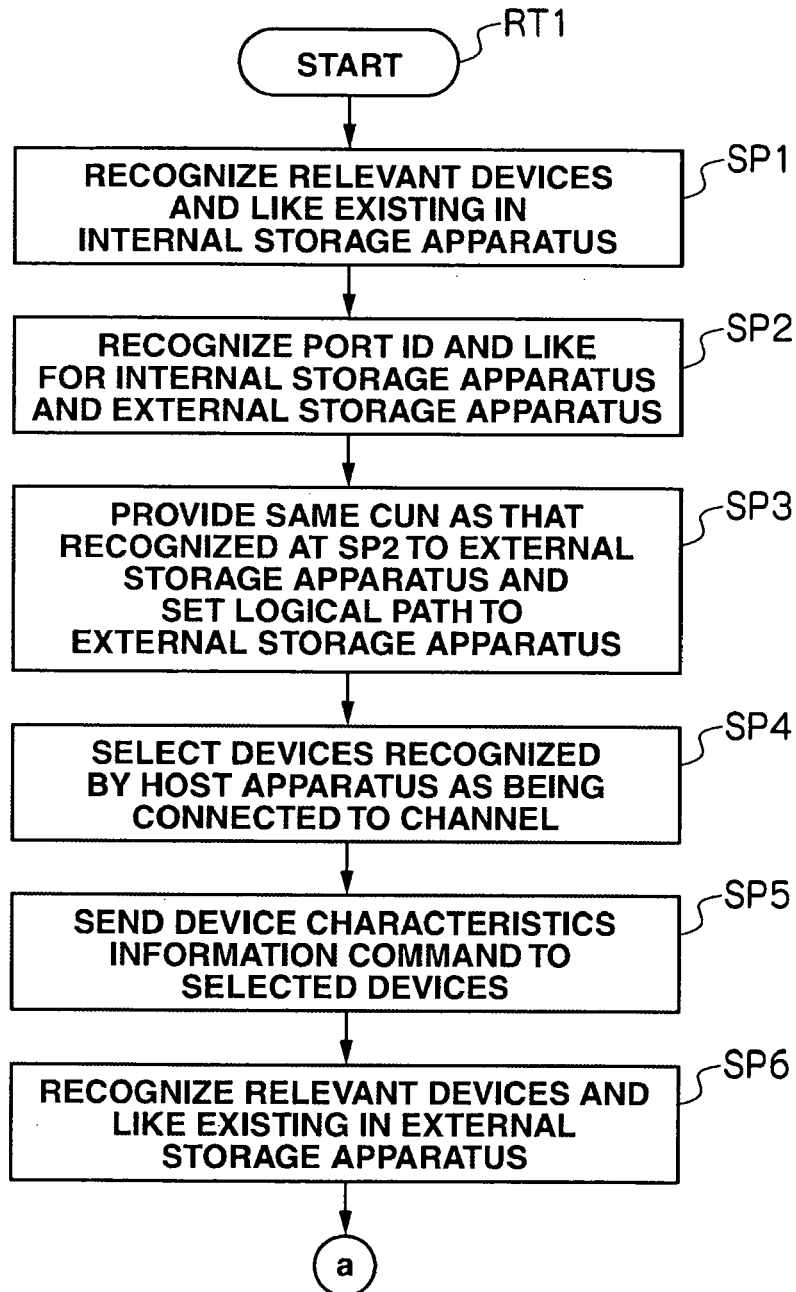 RT1
START
SP1
RECOGNIZE RELEVANT DEVICES
AND LIKE EXISTING IN
INTERNAL STORAGE APPARATUS
SP2
RECOGNIZE PORT ID AND LIKE
FOR INTERNAL STORAGE APPARATUS
AND EXTERNAL STORAGE APPARATUS
SP3
PROVIDE SAME CUN AS THAT
RECOGNIZED AT SP2 TO EXTERNAL
STORAGE APPARATUS AND
SET LOGICAL PATH TO
EXTERNAL STORAGE APPARATUS
SP4
SELECT DEVICES RECOGNIZED
BY HOST APPARATUS AS BEING
CONNECTED TO CHANNEL
SP5
SEND DEVICE CHARACTERISTICS
INFORMATION COMMAND TO
SELECTED DEVICES
SP6
RECOGNIZE RELEVANT DEVICES AND
LIKE EXISTING IN EXTERNAL
STORAGE APPARATUS
a